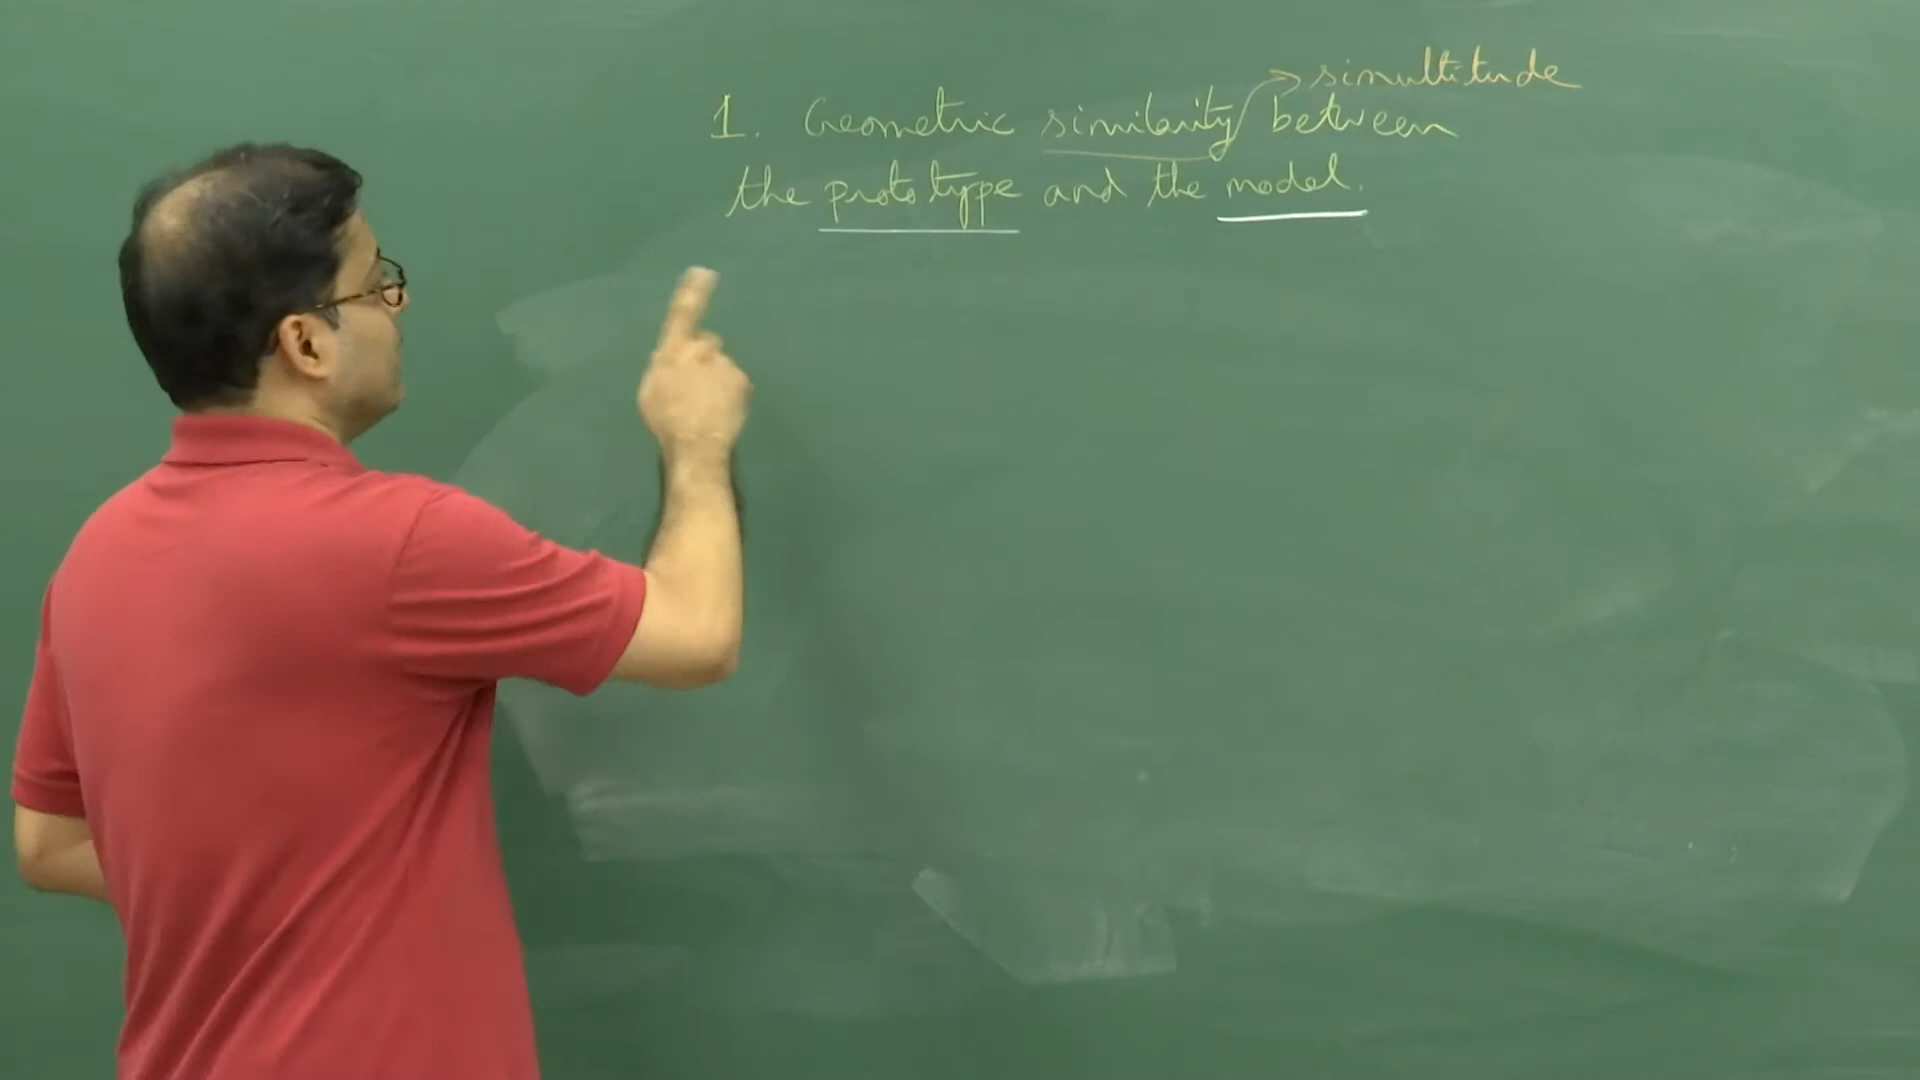 simultitude
1. Geometric similarity between
the prototype and the model.